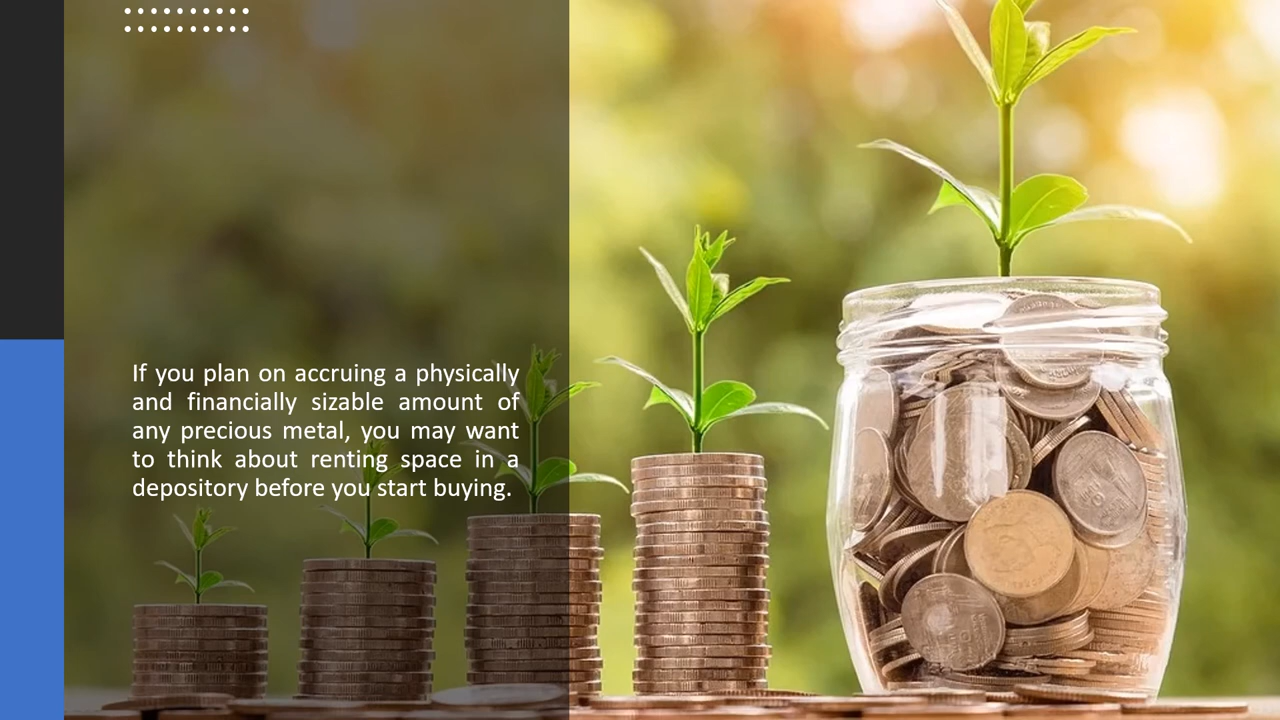 If you plan on accruing a physically
and financially sizable amount of
any precious metal, you may want
to think about renting space in a
depository before you start buying.